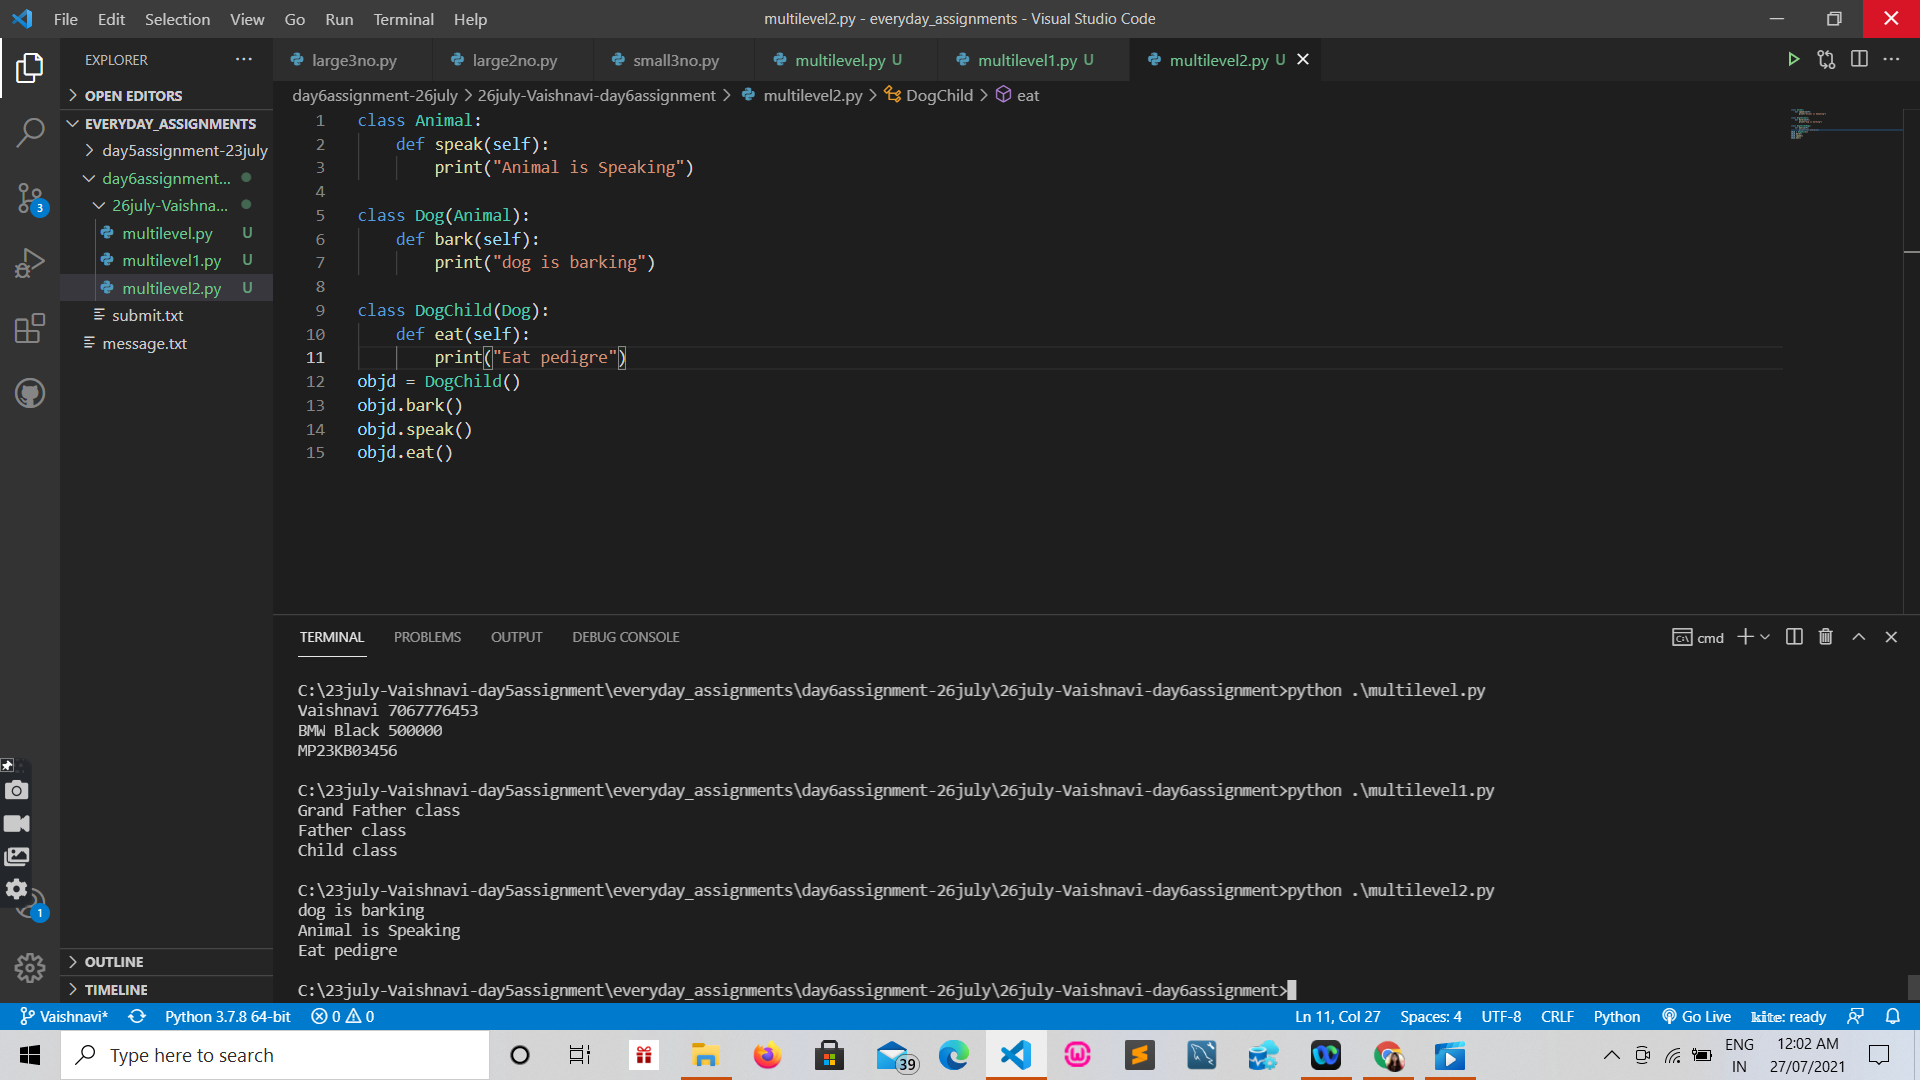 File Edit Selection View Go Run Terminal Help
multilevel2.py - everyday_assignments - Visual Studio Code
EXPLORER
large3no.py large2no.py small3no.py multilevel.py U multilevel1.py U multilevel2.py U
OPEN EDITORS
EVERYDAY_ASSIGNMENTS
day5assignment-23july
day6assignment...
26july-Vaishna...
multilevel.py U
multilevel1.py U
multilevel2.py U
submit.txt
message.txt
OUTLINE
TIMELINE
3
1
day6assignment-26july > 26july-Vaishnavi-day6assignment > multilevel2.py > DogChild > eat
1 class Animal:
2 def speak(self):
3 print("Animal is Speaking")
4
5 class Dog(Animal):
6 def bark(self):
7 print("dog is barking")
8
9 class DogChild(Dog):
10 def eat(self):
11 print("Eat pedigre")
12 objd = DogChild()
13 objd.bark()
14 objd.speak()
15 objd.eat()
TERMINAL PROBLEMS OUTPUT DEBUG CONSOLE
cmd
C:\23july-Vaishnavi-day5assignment\everyday_assignments\day6assignment-26july\26july-Vaishnavi-day6assignment>python .\multilevel.py
Vaishnavi 7067776453
BMW Black 500000
MP23KB03456
C:\23july-Vaishnavi-day5assignment\everyday_assignments\day6assignment-26july\26july-Vaishnavi-day6assignment>python .\multilevel1.py
Grand Father class
Father class
Child class
C:\23july-Vaishnavi-day5assignment\everyday_assignments\day6assignment-26july\26july-Vaishnavi-day6assignment>python .\multilevel2.py
dog is barking
Animal is Speaking
Eat pedigre
C:\23july-Vaishnavi-day5assignment\everyday_assignments\day6assignment-26july\26july-Vaishnavi-day6assignment>
Vaishnavi* Python 3.7.8 64-bit 0 0
Ln 11, Col 27 Spaces: 4 UTF-8 CRLF Python Go Live kite: ready
Type here to search
39
ENG
IN
12:02 AM
27/07/2021